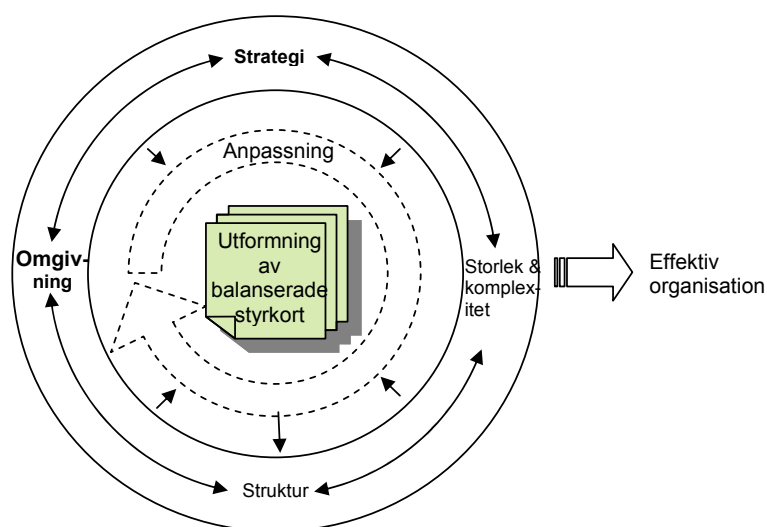 Strategi
Anpassning
Utformning
av
balanserade
styrkort
Omgiv-
ning
Storlek &
komplex-
itet
Effektiv
organisation
Struktur